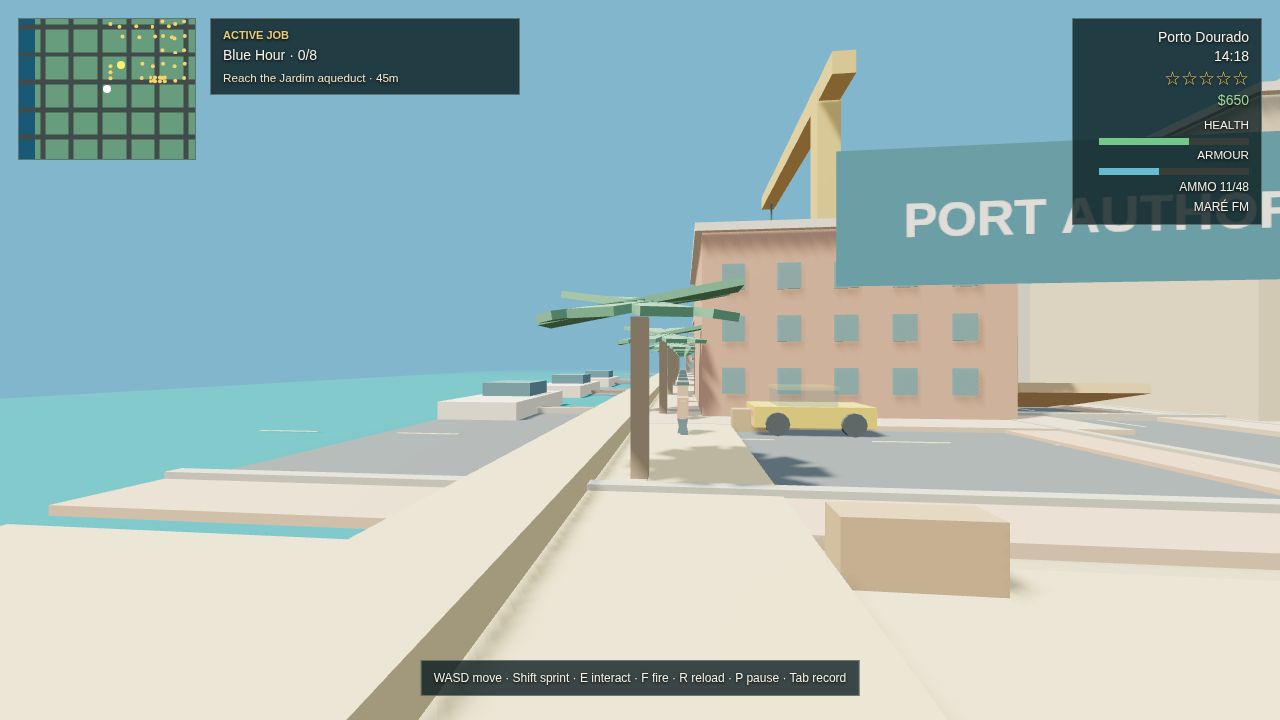 ACTIVE JOB
Blue Hour · 0/8
Reach the Jardim aqueduct · 45m
Porto Dourado
14:18
☆☆☆☆☆
$650
HEALTH
ARMOUR
AMMO 11/48
MARÉ FM
PORT AUTHOR
WASD move · Shift sprint · E interact · F fire · R reload · P pause · Tab record